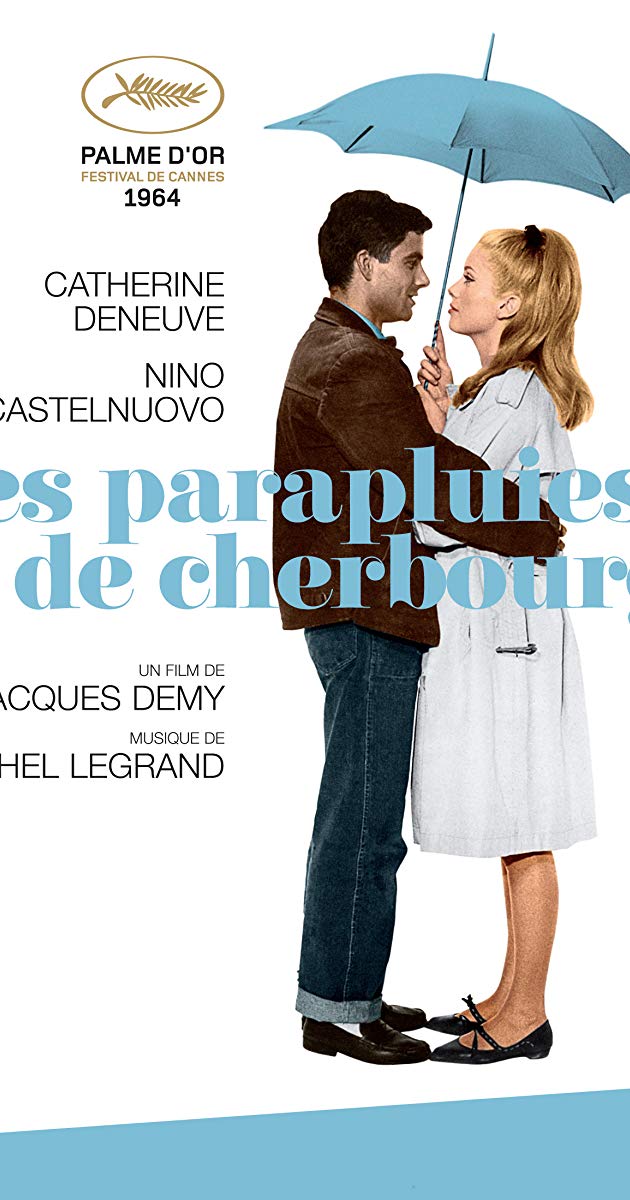 PALME D'OR
FESTIVAL DE CANNES
1964
CATHERINE
DENEUVE
NINO
CASTELNUOVO
es parapluies
de cherbourg
UN FILM DE
ACQUES DEMY
MUSIQUE DE
HEL LEGRAND